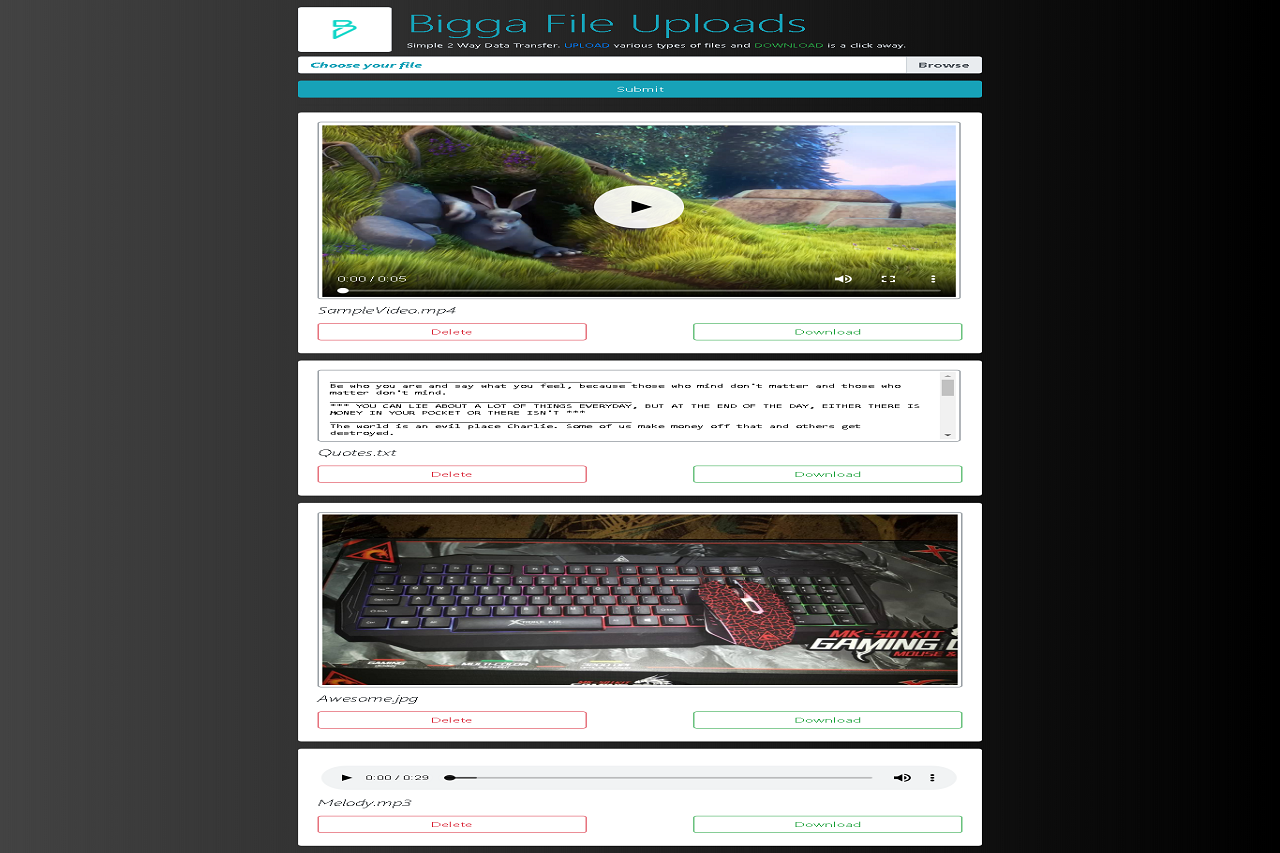 Bigga File Uploads
Simple 2 Way Data Transfer. UPLOAD various types of files and DOWNLOAD is a click away.
Choose your file
Browse
Submit
0:00 / 0:05
SampleVideo.mp4
Delete
Download
Be who you are and say what you feel, because those who mind don't matter and those who
matter don't mind.
*** YOU CAN LIE ABOUT A LOT OF THINGS EVERYDAY, BUT AT THE END OF THE DAY, EITHER THERE IS
MONEY IN YOUR POCKET OR THERE ISN'T ***
The world is an evil place Charlie. Some of us make money off that and others get
destroyed.
Quotes.txt
Delete
Download
MK-501KIT
GAMING
MOUSE &
GAMING
MULTI-COLOR
Awesome.jpg
Delete
Download
0:00 / 0:29
Melody.mp3
Delete
Download